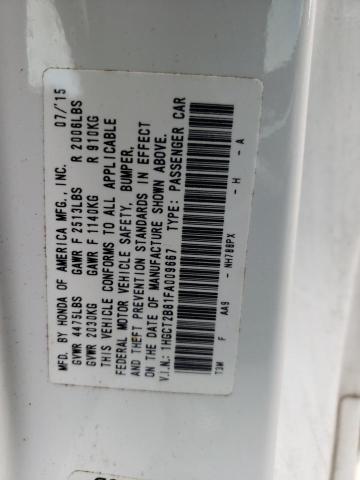 MFD. BY HONDA OF AMERICA MFG., INC. 07/'15
GVWR 4475LBS GAWR F 2513LBS R 2006LBS
GVWR 2030KG GAWR F 1140KG R 910KG
THIS VEHICLE CONFORMS TO ALL APPLICABLE
FEDERAL MOTOR VEHICLE SAFETY, BUMPER,
AND THEFT PREVENTION STANDARDS IN EFFECT
ON THE DATE OF MANUFACTURE SHOWN ABOVE.
V.I.N.: 1HGCT2B81FA009667 TYPE: PASSENGER CAR
T3M F AA9 - NH788PX - H - A